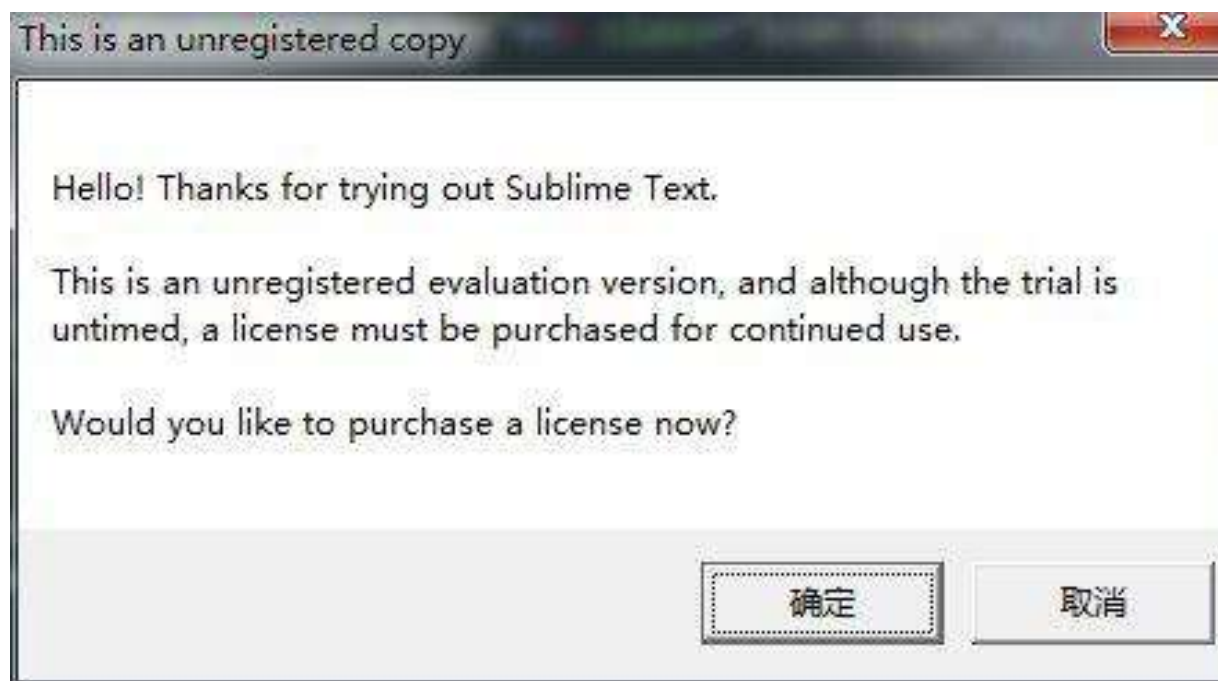 This is an unregistered copy
Hello! Thanks for trying out Sublime Text.
This is an unregistered evaluation version, and although the trial is
untimed, a license must be purchased for continued use.
Would you like to purchase a license now?
确定
取消